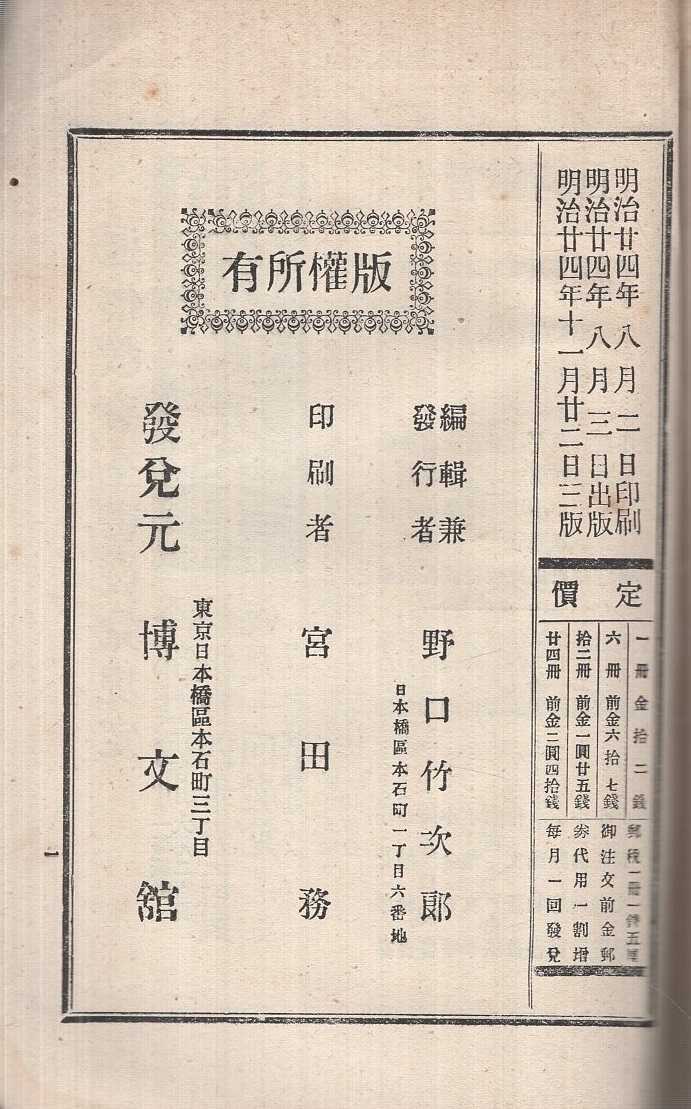 明治廿四年八月二日印刷
明治廿四年八月三日出版
明治廿四年十一月廿二日三版
定價
一冊金拾二錢
六冊前金六拾七錢
拾二冊前金一圓廿五錢
廿四冊前金二圓四拾錢
郵稅一冊一錢五厘
御注文前金郵
券代用一割增
每月一回發兌
版權所有
編輯兼
發行者
野口竹次郎
日本橋區本石町一丁目六番地
印刷者
宮田務
東京日本橋區本石町三丁目
發兌元
博文舘
1